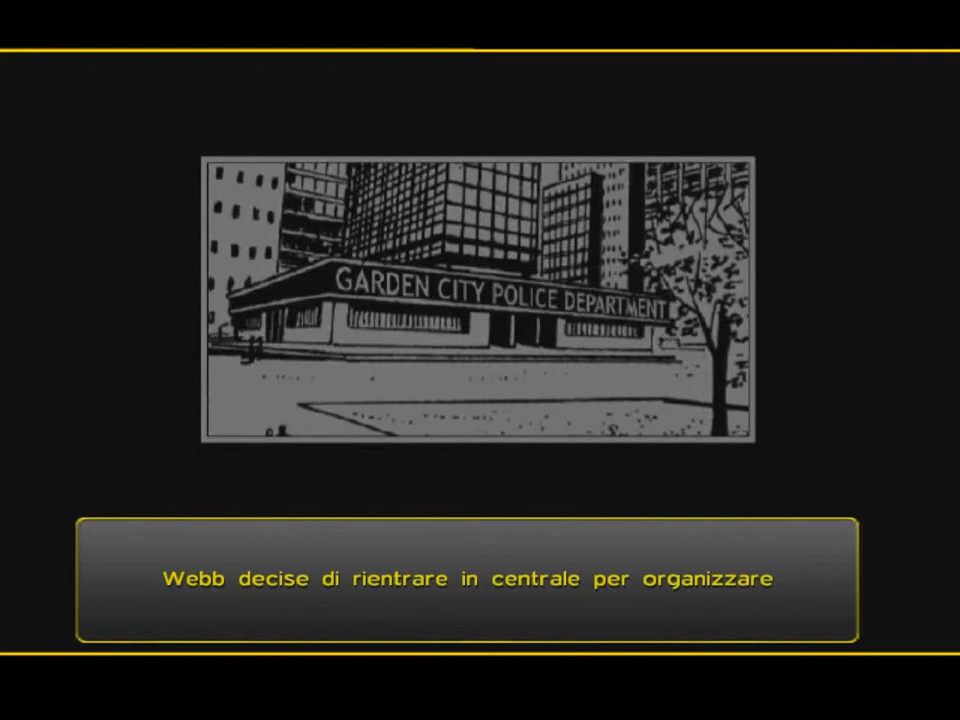 GARDEN CITY POLICE DEPARTMENT
Webb decise di rientrare in centrale per organizzare